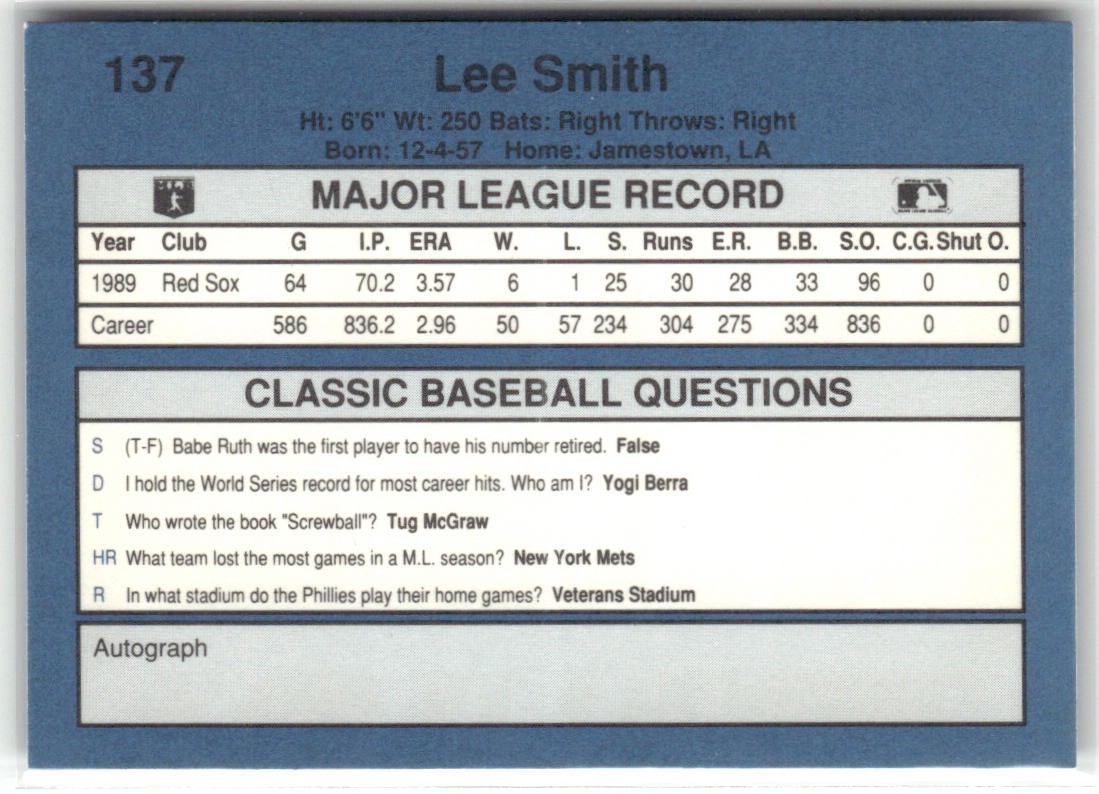 137 Lee Smith
Ht: 6'6" Wt: 250 Bats: Right Throws: Right
Born: 12-4-57 Home: Jamestown, LA
MAJOR LEAGUE RECORD
Year Club G I.P. ERA W. L. S. Runs E.R. B.B. S.O. C.G. Shut O.
1989 Red Sox 64 70.2 3.57 6 1 25 30 28 33 96 0 0
Career 586 836.2 2.96 50 57 234 304 275 334 836 0 0
CLASSIC BASEBALL QUESTIONS
S (T-F) Babe Ruth was the first player to have his number retired. False
D I hold the World Series record for most career hits. Who am I? Yogi Berra
T Who wrote the book "Screwball"? Tug McGraw
HR What team lost the most games in a M.L. season? New York Mets
R In what stadium do the Phillies play their home games? Veterans Stadium
Autograph